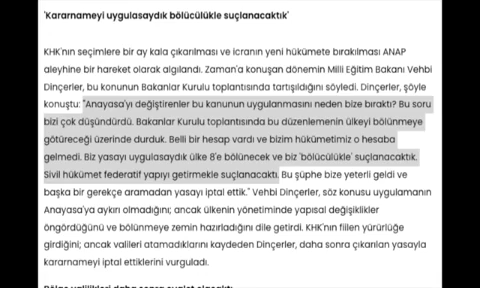 'Kararnameyi uygulasaydık bölücülükle suçlanacaktık'
KHK'nın seçimlere bir ay kala çıkarılması ve icranın yeni hükümete bırakılması ANAP
aleyhine bir hareket olarak algılandı. Zaman'a konuşan dönemin Milli Eğitim Bakanı Vehbi
Dinçerler, bu konunun Bakanlar Kurulu toplantısında tartışıldığını söyledi. Dinçerler, şöyle
konuştu: "Anayasa'yı değiştirenler bu kanunun uygulanmasını neden bize bıraktı? Bu soru
bizi çok düşündürdü. Bakanlar Kurulu toplantısında bu düzenlemenin ülkeyi bölünmeye
götüreceği üzerinde durduk. Belli bir hesap vardı ve bizim hükümetimiz o hesaba
gelmedi. Biz yasayı uygulasaydık ülke 8'e bölünecek ve biz 'bölücülükle' suçlanacaktık.
Sivil hükümet federatif yapıyı getirmekle suçlanacaktı. Bu şüphe bize yeterli geldi ve
başka bir gerekçe aramadan yasayı iptal ettik." Vehbi Dinçerler, söz konusu uygulamanın
Anayasa'ya aykırı olmadığını; ancak ülkenin yönetiminde yapısal değişiklikler
öngördüğünü ve bölünmeye zemin hazırladığını dile getirdi. KHK'nın fiilen yürürlüğe
girdiğini; ancak valileri atamadıklarını kaydeden Dinçerler, daha sonra çıkarılan yasayla
kararnameyi iptal ettiklerini vurguladı.